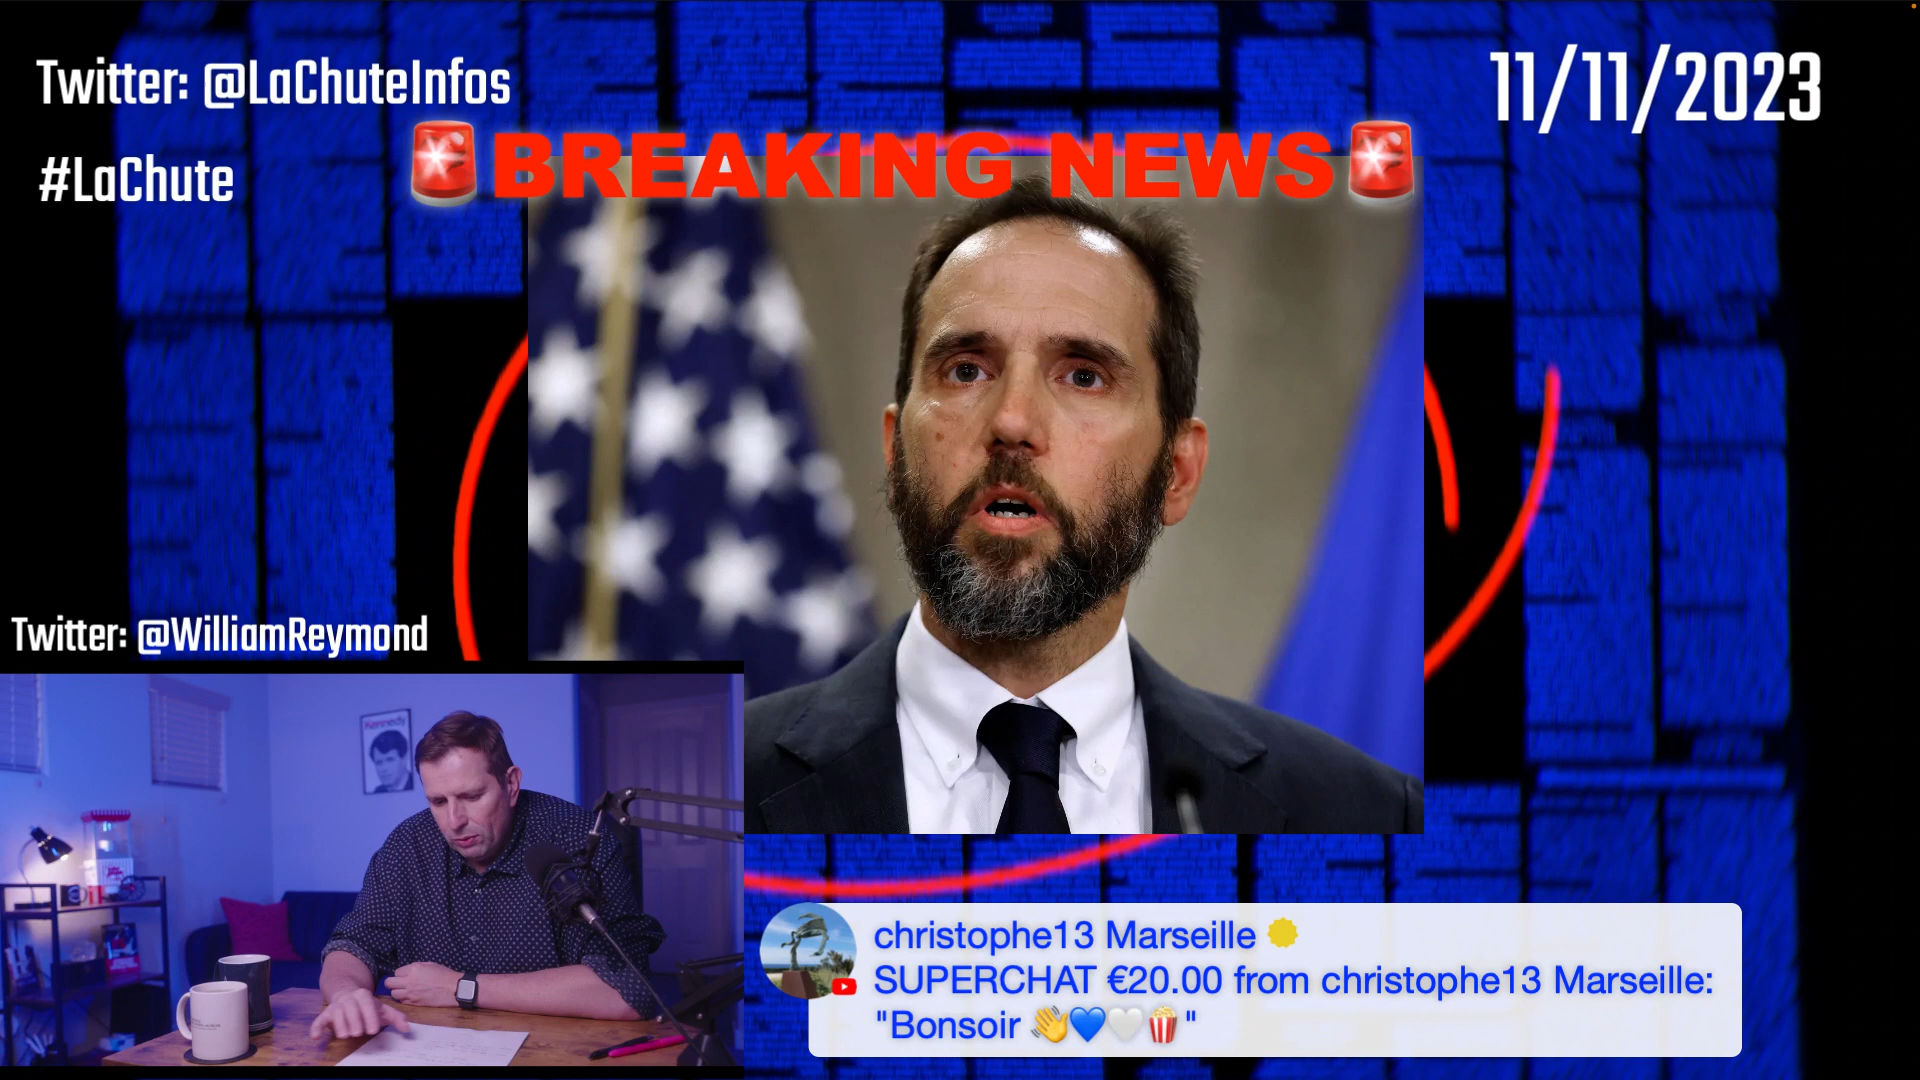 Twitter: @LaChuteInfos
11/11/2023
🚨BREAKING NEWS🚨
#LaChute
Twitter: @WilliamReymond
Kennedy
christophe13 Marseille
SUPERCHAT €20.00 from christophe13 Marseille:
"Bonsoir 👋💙🤍🍿"